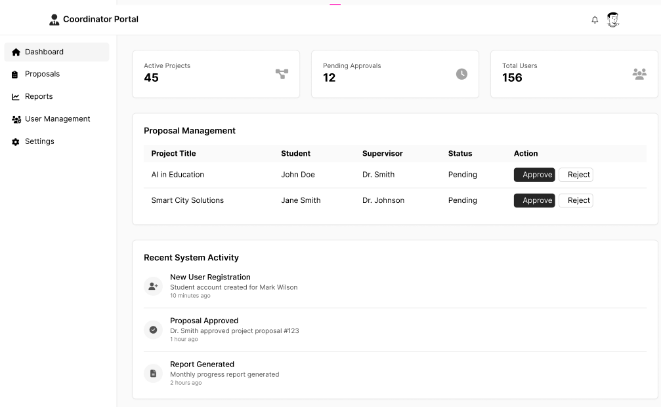 Coordinator Portal
Dashboard
Proposals
Reports
User Management
Settings
Active Projects
45
Pending Approvals
12
Total Users
156
Proposal Management
Project Title Student Supervisor Status Action
AI in Education John Doe Dr. Smith Pending Approve Reject
Smart City Solutions Jane Smith Dr. Johnson Pending Approve Reject
Recent System Activity
New User Registration
Student account created for Mark Wilson
10 minutes ago
Proposal Approved
Dr. Smith approved project proposal #123
1 hour ago
Report Generated
Monthly progress report generated
2 hours ago